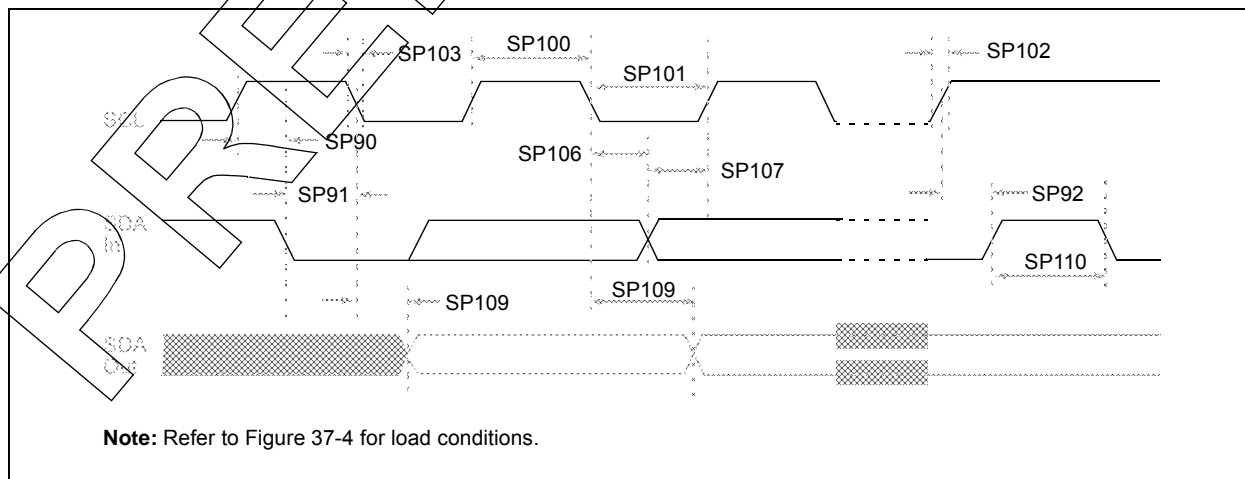 SP103
SP100
SP101
SP102
SCL
SP90
SP106
SP107
SP91
SP92
SDA
In
SP110
SP109
SP109
SDA
Out
Note: Refer to Figure 37-4 for load conditions.
PRE